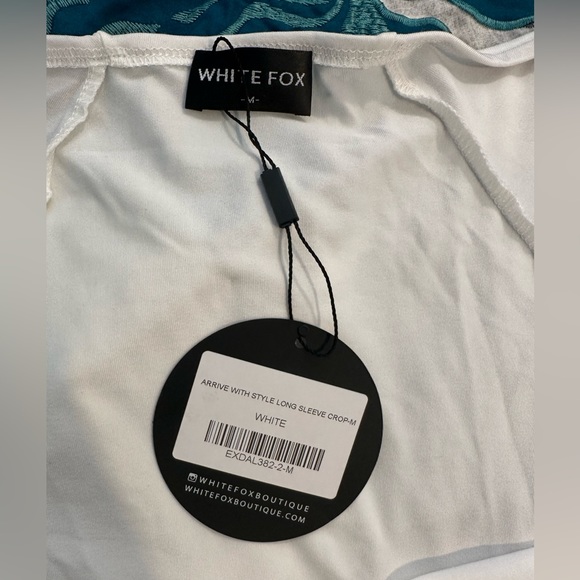 WHITE FOX
-M-
ARRIVE WITH STYLE LONG SLEEVE CROP-M
WHITE
EXDAL382-2-M
WHITEFOXBOUTIQUE
WHITEFOXBOUTIQUE.COM